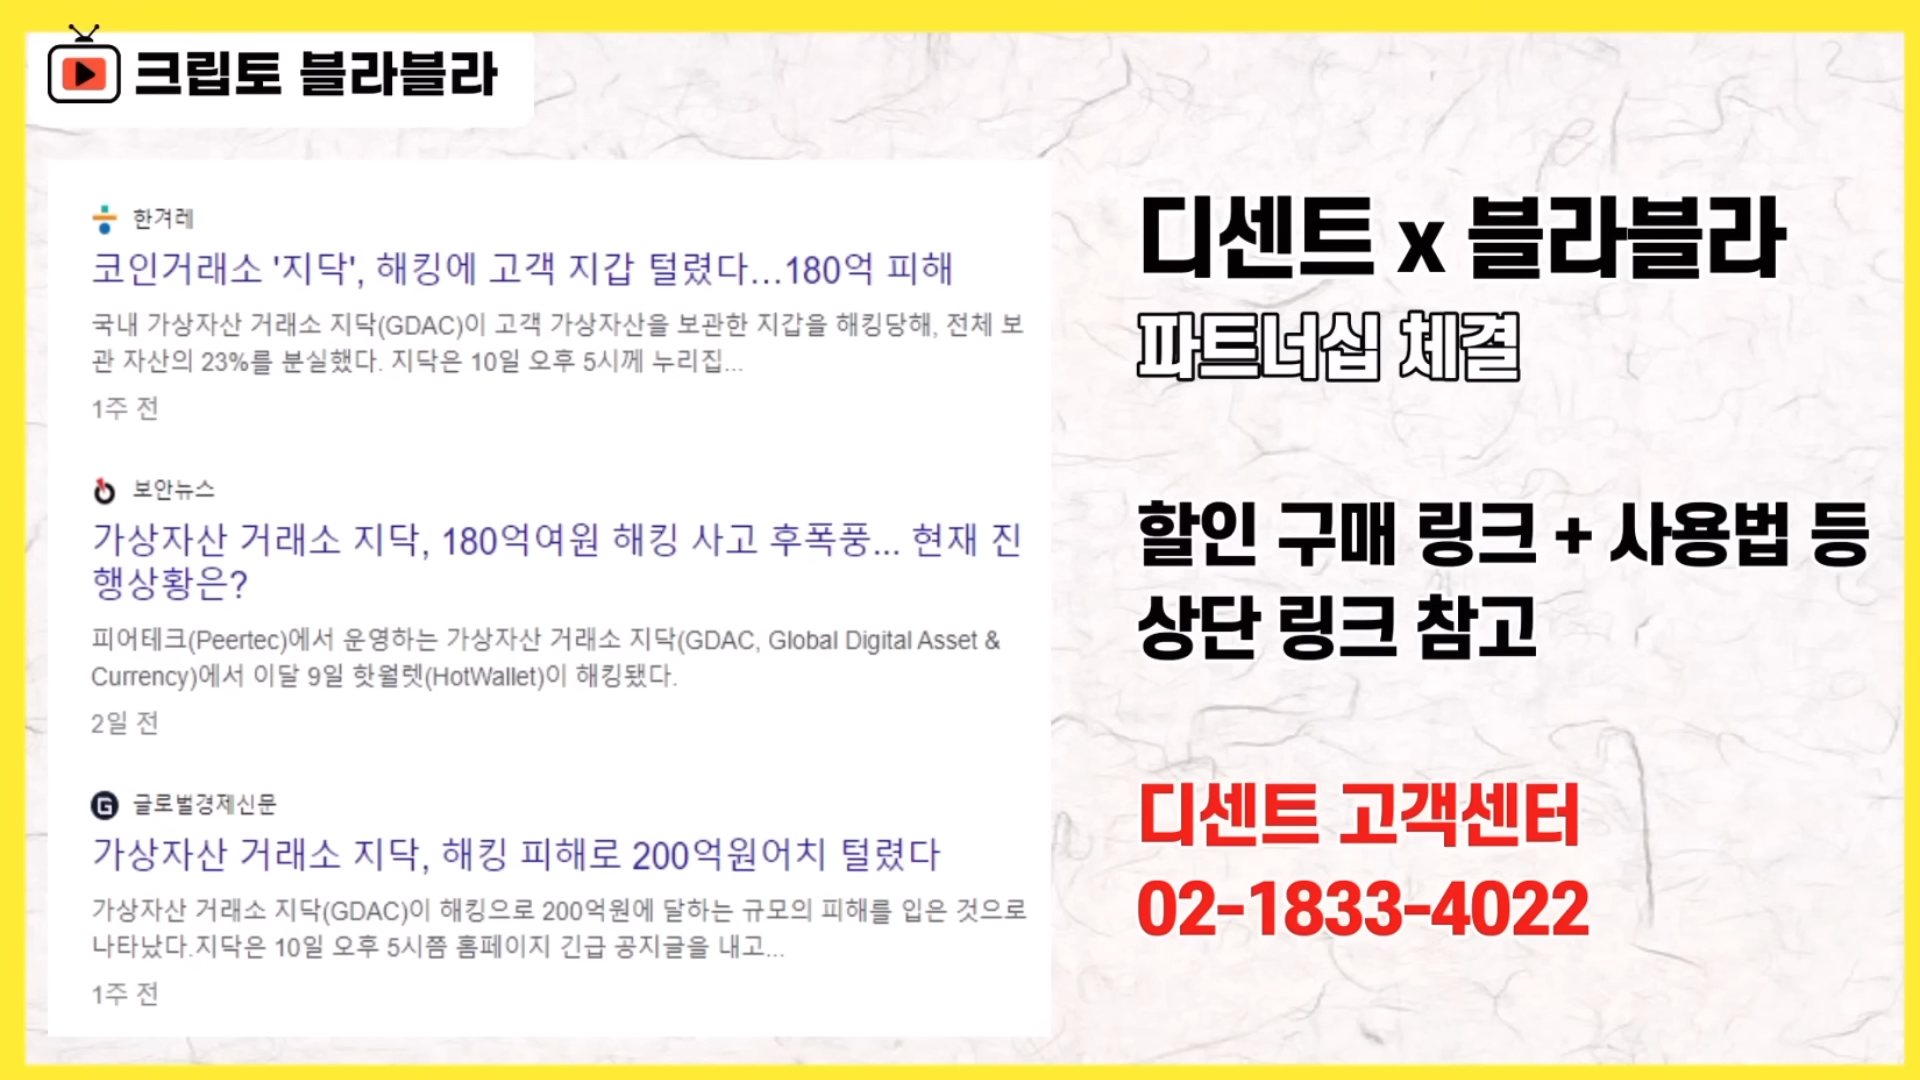 크립토 블라블라
한겨레
코인거래소 '지닥', 해킹에 고객 지갑 털렸다...180억 피해
국내 가상자산 거래소 지닥(GDAC)이 고객 가상자산을 보관한 지갑을 해킹당해, 전체 보
관 자산의 23%를 분실했다. 지닥은 10일 오후 5시께 누리집...
1주 전
보안뉴스
가상자산 거래소 지닥, 180억여원 해킹 사고 후폭풍... 현재 진
행상황은?
피어테크(Peertec)에서 운영하는 가상자산 거래소 지닥(GDAC, Global Digital Asset &
Currency)에서 이달 9일 핫월렛(HotWallet)이 해킹됐다.
2일 전
글로벌경제신문
가상자산 거래소 지닥, 해킹 피해로 200억원어치 털렸다
가상자산 거래소 지닥(GDAC)이 해킹으로 200억원에 달하는 규모의 피해를 입은 것으로
나타났다.지닥은 10일 오후 5시쯤 홈페이지 긴급 공지글을 내고...
1주 전
디센트 x 블라블라
파트너십 체결
할인 구매 링크 + 사용법 등
상단 링크 참고
디센트 고객센터
02-1833-4022